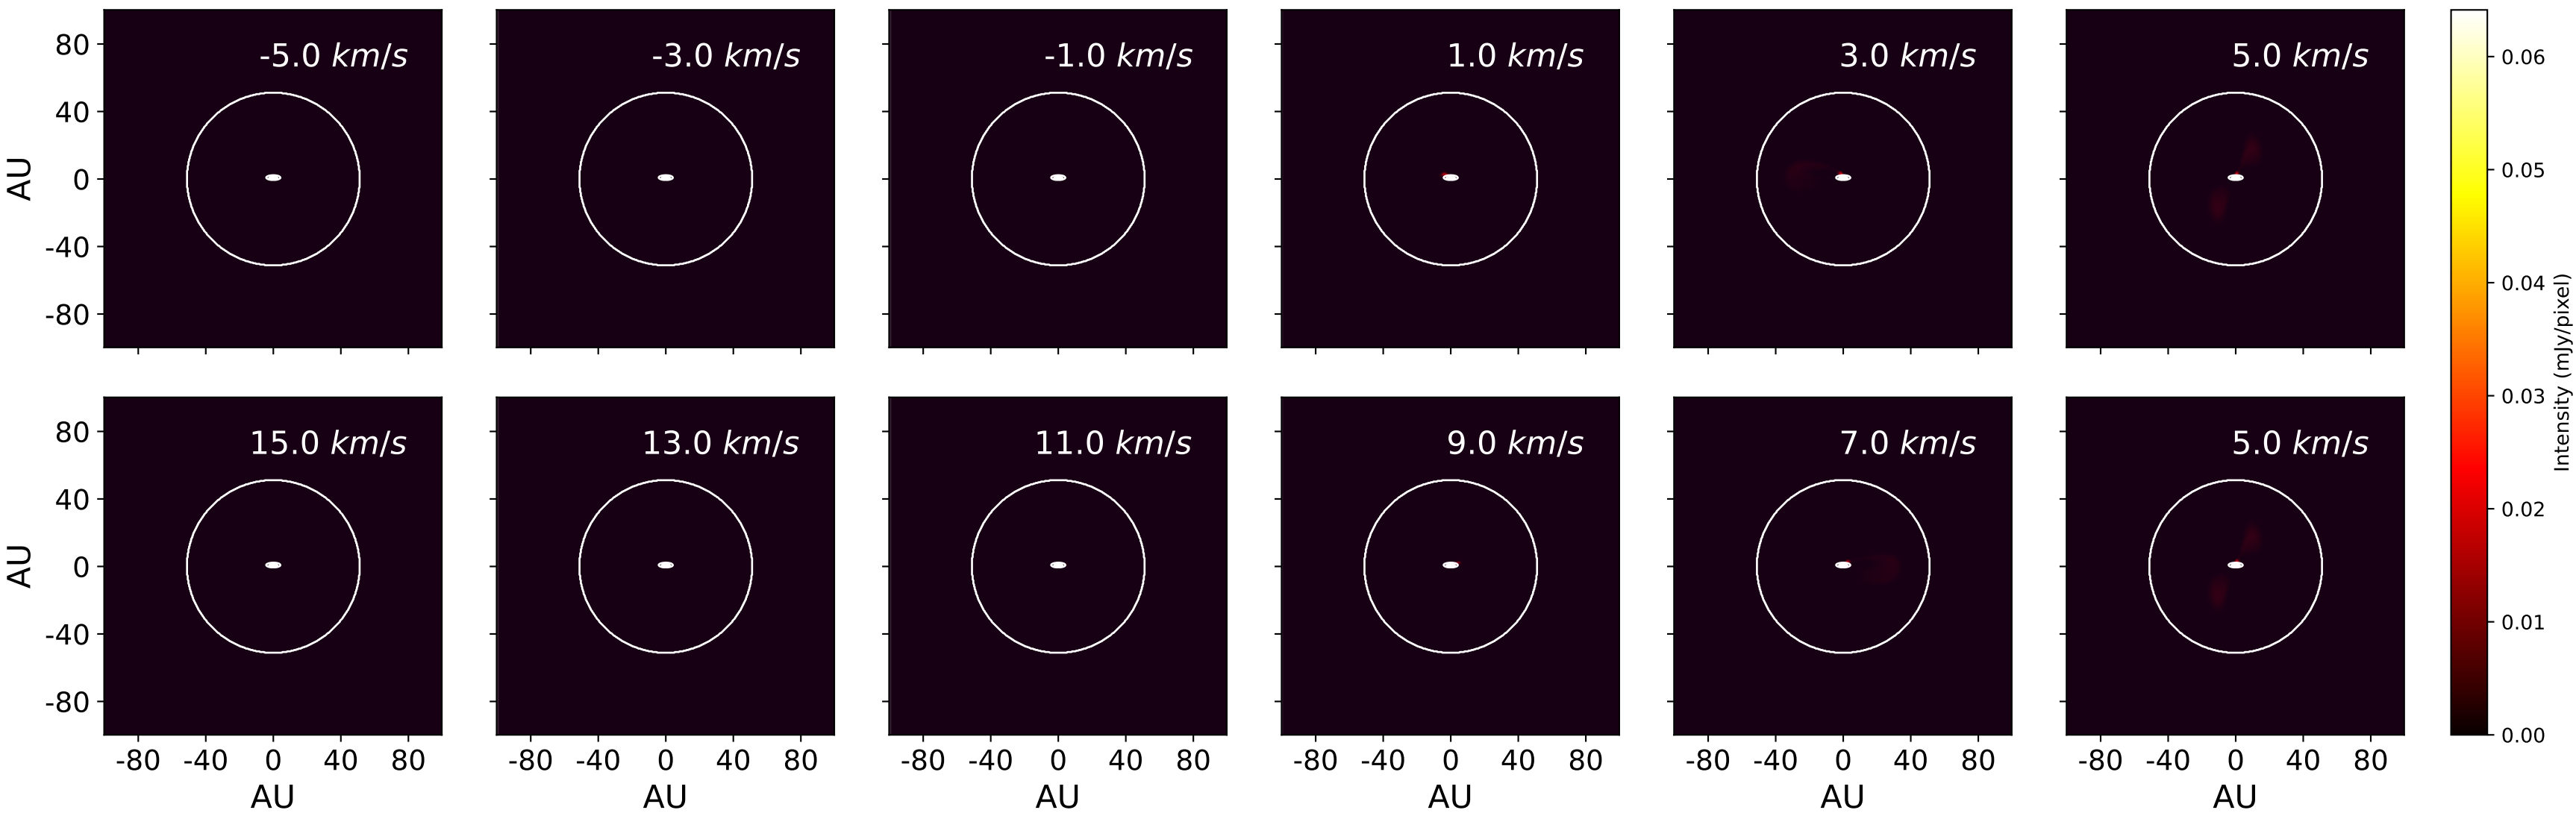 -5.0 km/s
-3.0 km/s
-1.0 km/s
1.0 km/s
3.0 km/s
5.0 km/s
80
40
0
-40
-80
AU
15.0 km/s
13.0 km/s
11.0 km/s
9.0 km/s
7.0 km/s
5.0 km/s
80
40
0
-40
-80
AU
-80 -40 0 40 80
-80 -40 0 40 80
-80 -40 0 40 80
-80 -40 0 40 80
-80 -40 0 40 80
-80 -40 0 40 80
AU
AU
AU
AU
AU
AU
0.06
0.05
0.04
0.03
0.02
0.01
0.00
Intensity (mJy/pixel)